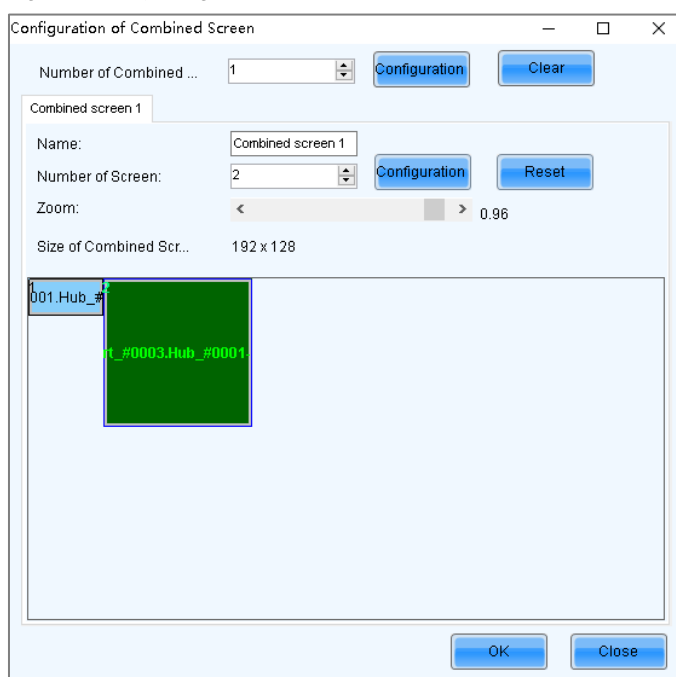 Configuration of Combined Screen
Number of Combined ... 1 Configuration Clear
Combined screen 1
Name: Combined screen 1
Number of Screen: 2 Configuration Reset
Zoom: 0.96
Size of Combined Scr... 192 x 128
1 2
001.Hub_#
rt_#0003.Hub_#0001-
OK Close